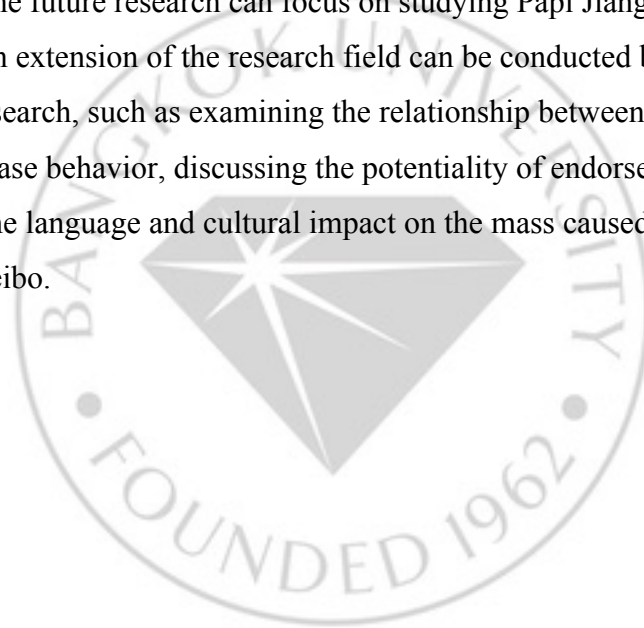 he future research can focus on studying Papi Jiang
n extension of the research field can be conducted b
search, such as examining the relationship between
ase behavior, discussing the potentiality of endorse
he language and cultural impact on the mass caused
eibo.
BANGKOK UNIVERSITY
• FOUNDED 1962 •